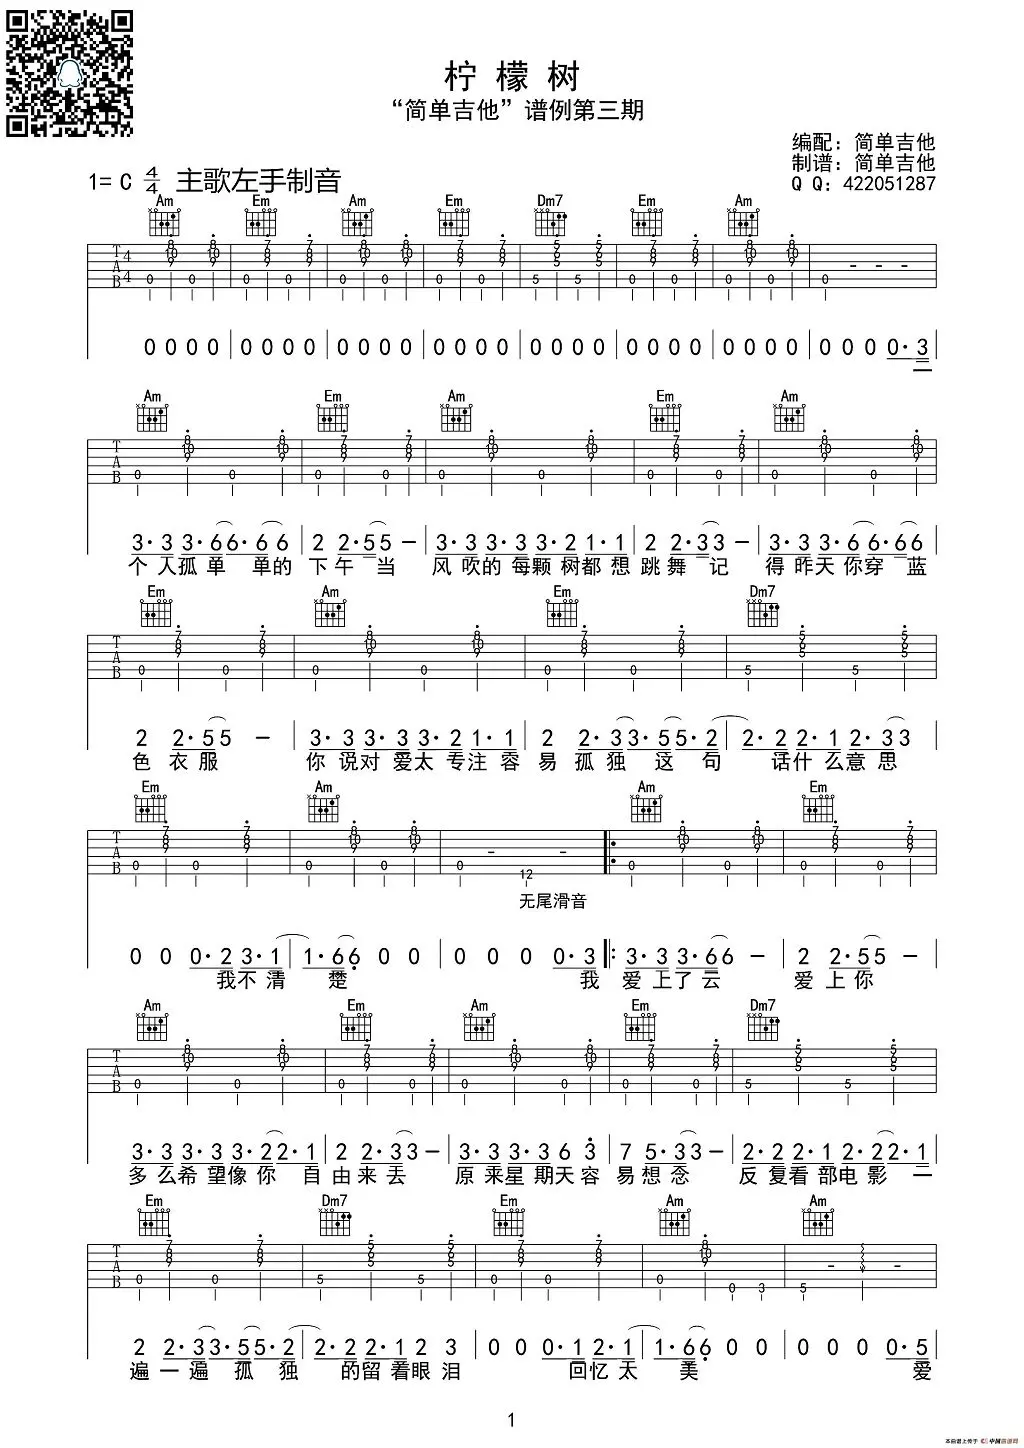 柠檬树
“简单吉他”谱例第三期
编配：简单吉他
制谱：简单吉他
Q Q：422051287
1= C 4/4 主歌左手制音
Am Em Am Em Dm7 Em Am
T A B 4 4
0 0 0 0 0 0 0 0 0 0 0 0 0 0 0 0 0 0 0 0 0 0 0 0 0 0 0 0 0 0 0 0·3
Am Em Am Em Am
T A B
3·3 3·6 6·6 6 2 2·5 5 — 3·3 3·3 3·2 1·1 2 2·3 3 — 3·3 3·6 6·6
个人孤单 单的 下午 当 风吹的每颗树都想跳舞 记 得昨天你穿 蓝
Em Am Em Dm7
T A B
2 2·5 5 — 3·3 3·3 3·2 1·1 2 2·3 3·5 5·2 2·2 2·1 2·3 3
色衣服 你说对爱太专注容易孤独 这句 话什么意思
Em Am Am Em
T A B
无尾滑音
0 0 0·2 3·1 1·6 6 0 0 0 0 0 0·3 3·3 3·6 6 — 2 2·5 5 —
我不清 楚 我 爱上了云 爱上你
Am Em Am Em Dm7
T A B
3·3 3·3 3·2 2·1 2 2·3 3 — 3·3 3·3 6 3 7 5·3 3 — 2·2 2·1 2·2 2·1
多么希望像你 自由来去 原来星期天容易想念 反复看部电影 一
Em Dm7 Em Am Am
T A B
2 2·3 3·5 5·2 2·2 2·1 2 3 0 0 0·1 2·1 1·6 6 0 0 0 0 0 0·5
遍一遍 孤独 的留着眼泪 回忆太 美 爱
1
本曲谱上传于 中国曲谱网